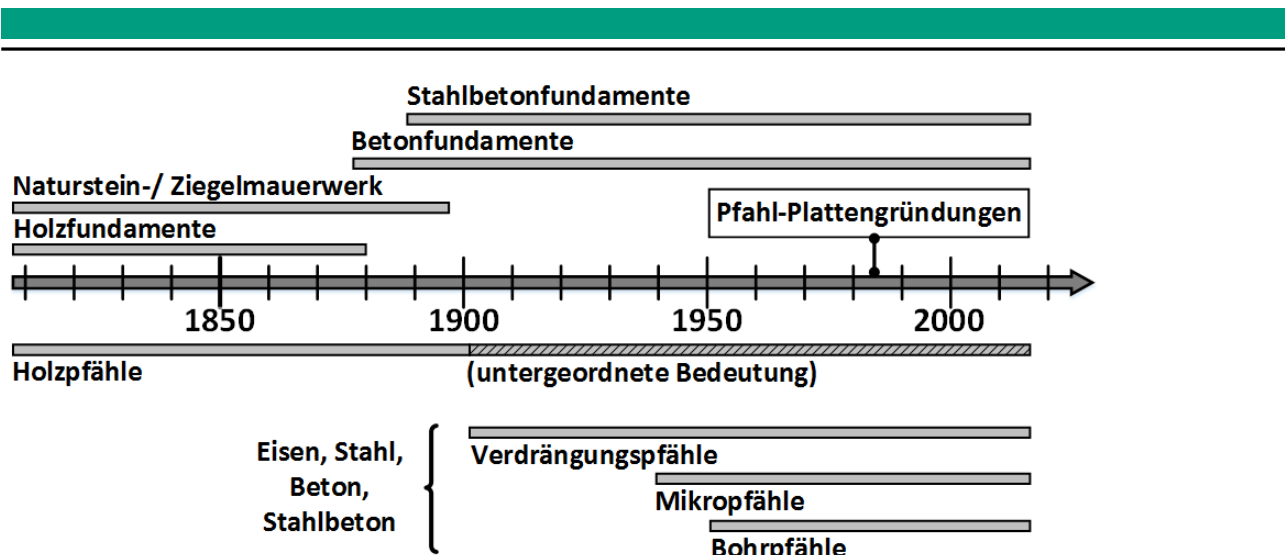 Stahlbetonfundamente
Betonfundamente
Naturstein-/ Ziegelmauerwerk
Holzfundamente
Pfahl-Plattengründungen
1850 1900 1950 2000
Holzpfähle (untergeordnete Bedeutung)
Eisen, Stahl,
Beton,
Stahlbeton
Verdrängungspfähle
Mikropfähle
Bohrpfähle